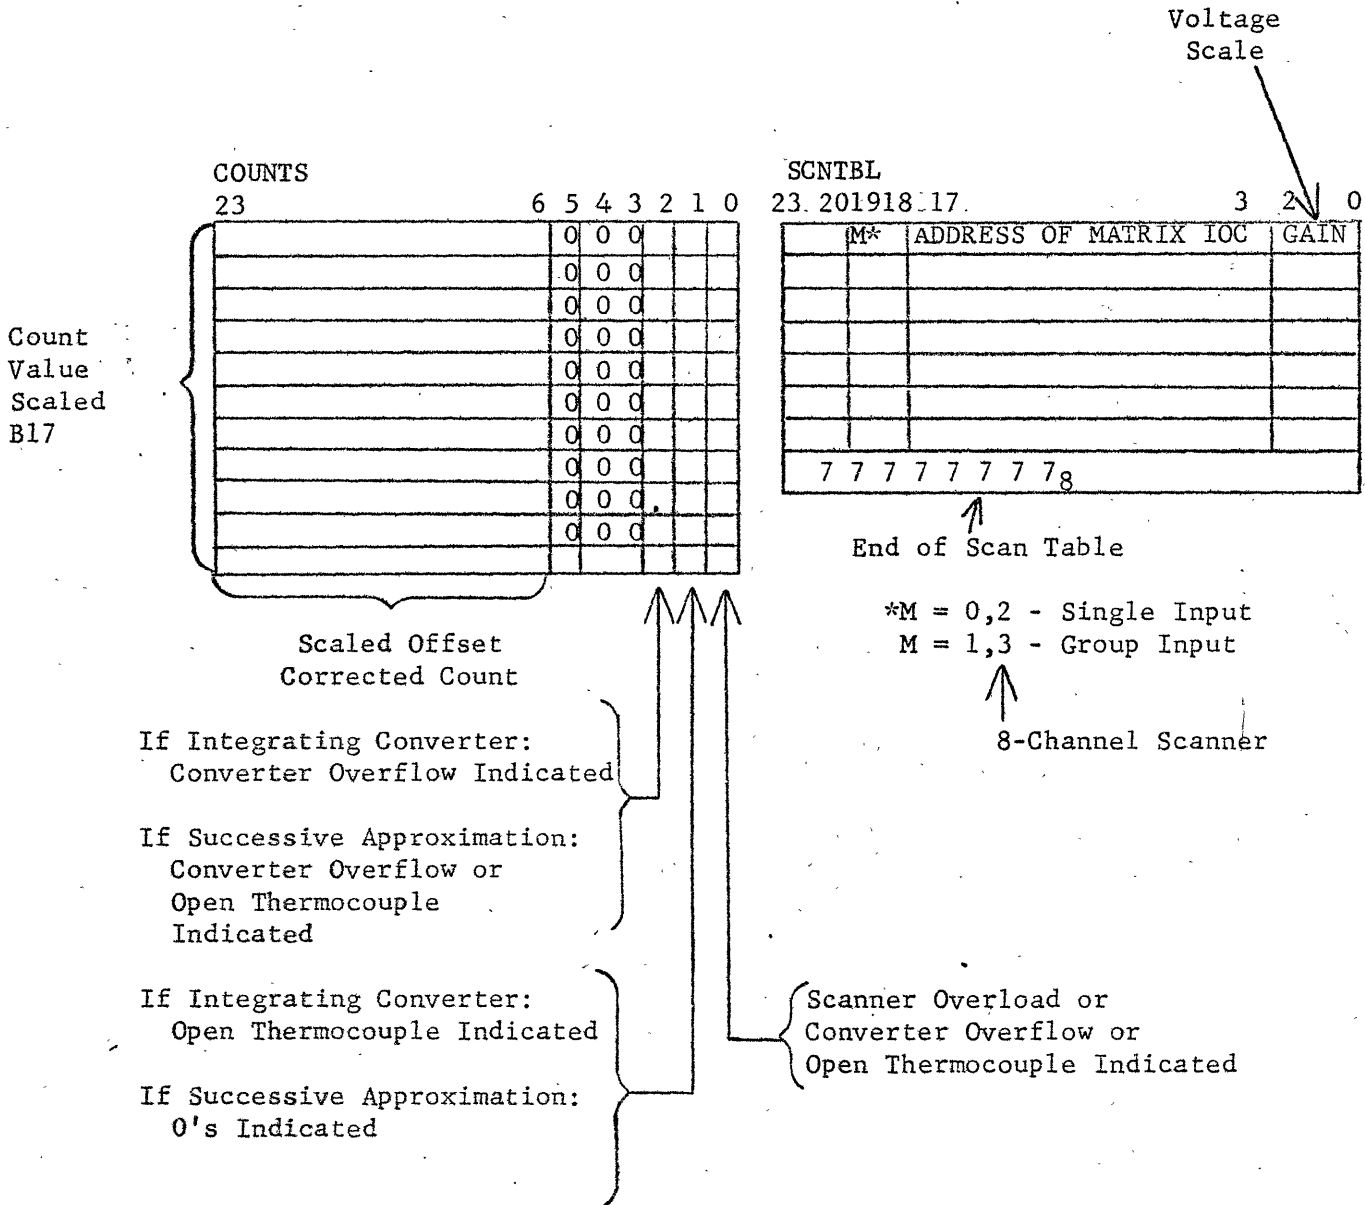 Voltage
Scale
COUNTS
23 6 5 4 3 2 1 0
0 0 0
0 0 0
0 0 0
0 0 0
0 0 0
0 0 0
0 0 0
0 0 0
0 0 0
0 0 0
Count
Value
Scaled
B17
Scaled Offset
Corrected Count
SCNTBL
23 20 19 18 17 3 2 0
M* ADDRESS OF MATRIX IOC GAIN
7 7 7 7 7 7 7 7₈
End of Scan Table
*M = 0,2 - Single Input
M = 1,3 - Group Input
8-Channel Scanner
If Integrating Converter:
Converter Overflow Indicated
If Successive Approximation:
Converter Overflow or
Open Thermocouple
Indicated
If Integrating Converter:
Open Thermocouple Indicated
If Successive Approximation:
0's Indicated
Scanner Overload or
Converter Overflow or
Open Thermocouple Indicated